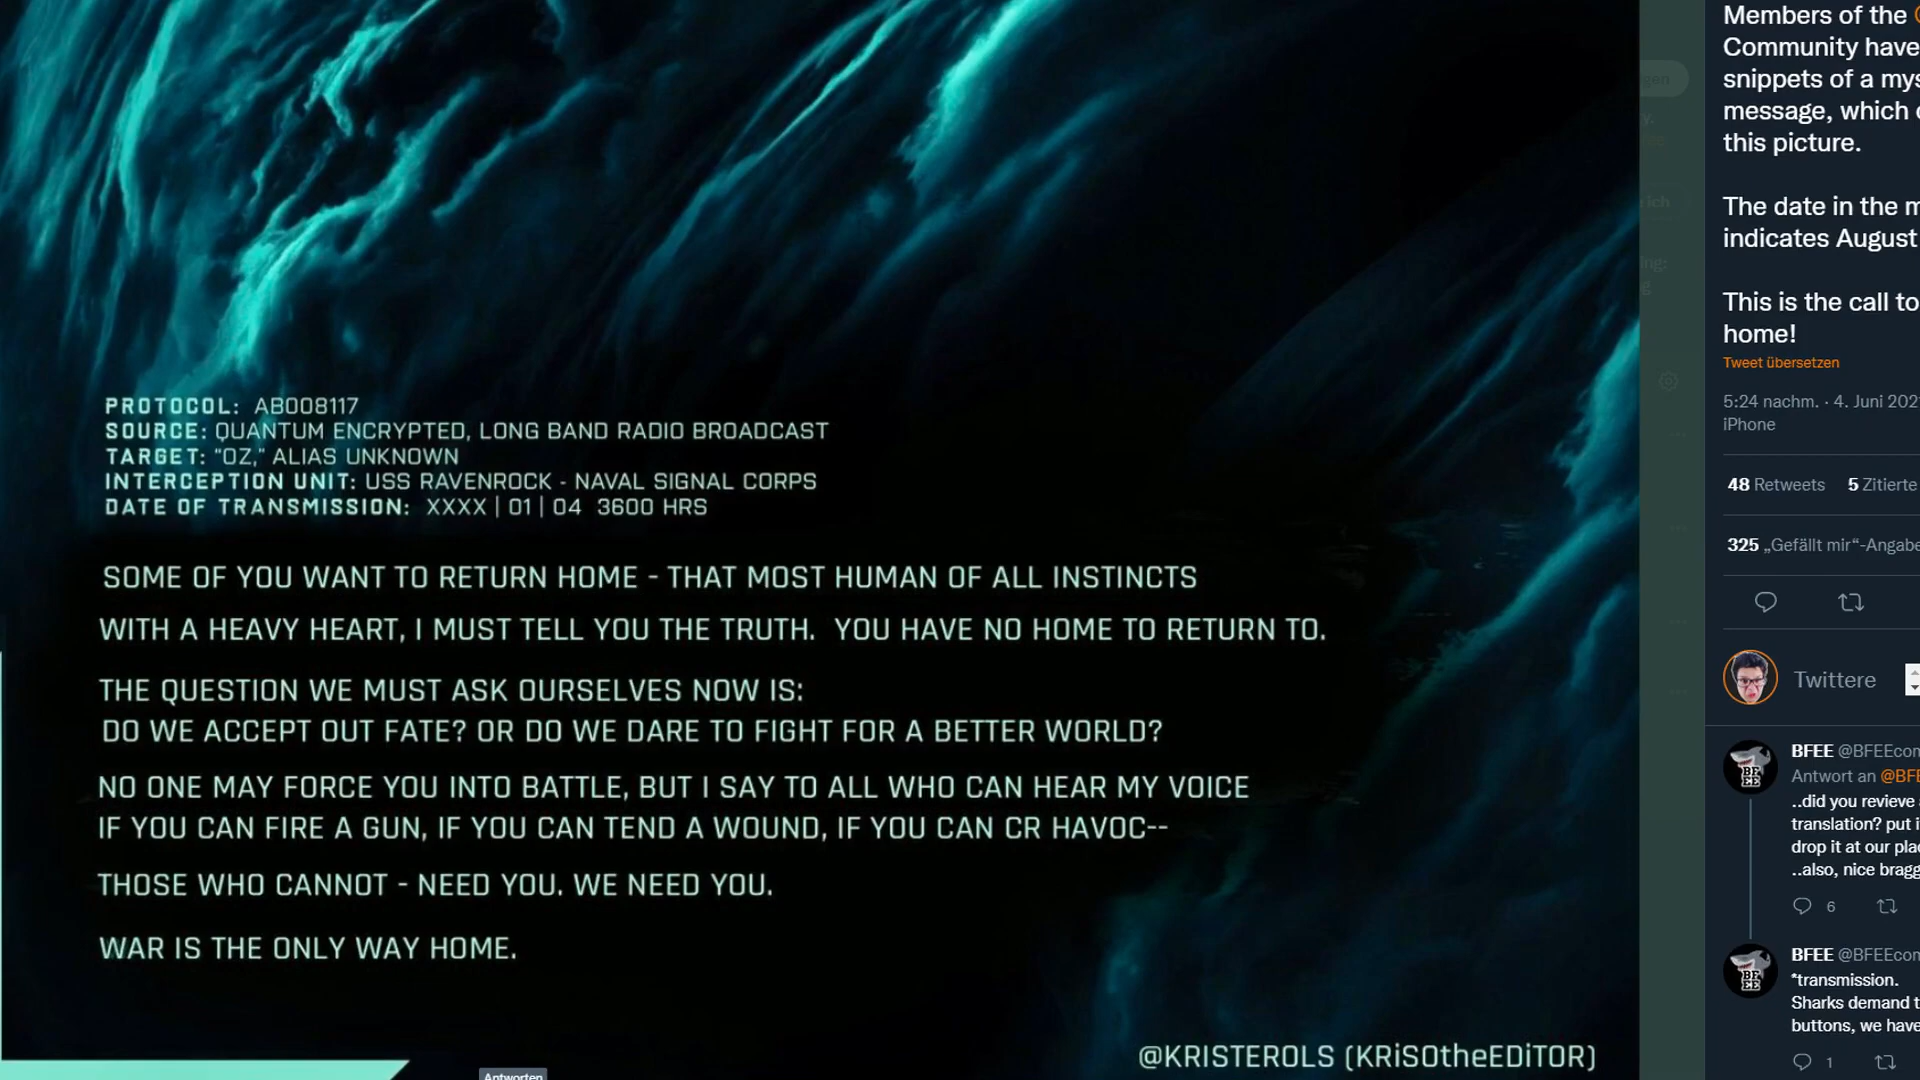 PROTOCOL: AB008117
SOURCE: QUANTUM ENCRYPTED, LONG BAND RADIO BROADCAST
TARGET: "OZ," ALIAS UNKNOWN
INTERCEPTION UNIT: USS RAVENROCK - NAVAL SIGNAL CORPS
DATE OF TRANSMISSION: XXXX | 01 | 04 3600 HRS
SOME OF YOU WANT TO RETURN HOME - THAT MOST HUMAN OF ALL INSTINCTS
WITH A HEAVY HEART, I MUST TELL YOU THE TRUTH. YOU HAVE NO HOME TO RETURN TO.
THE QUESTION WE MUST ASK OURSELVES NOW IS:
DO WE ACCEPT OUT FATE? OR DO WE DARE TO FIGHT FOR A BETTER WORLD?
NO ONE MAY FORCE YOU INTO BATTLE, BUT I SAY TO ALL WHO CAN HEAR MY VOICE
IF YOU CAN FIRE A GUN, IF YOU CAN TEND A WOUND, IF YOU CAN CR HAVOC--
THOSE WHO CANNOT - NEED YOU. WE NEED YOU.
WAR IS THE ONLY WAY HOME.
@KRISTEROLS (KRiSOtheEDiTOR)
Antworten
Members of the
Community have
snippets of a mys
message, which
this picture.
The date in the m
indicates August
This is the call to
home!
Tweet übersetzen
5:24 nachm. · 4. Juni 202
iPhone
48 Retweets 5 Zitierte
325 „Gefällt mir“-Angabe
Twittere
BFEE @BFEEcom
Antwort an @BFE
..did you revieve
translation? put i
drop it at our pla
..also, nice bragg
6
BFEE @BFEEcom
*transmission.
Sharks demand t
buttons, we have
1